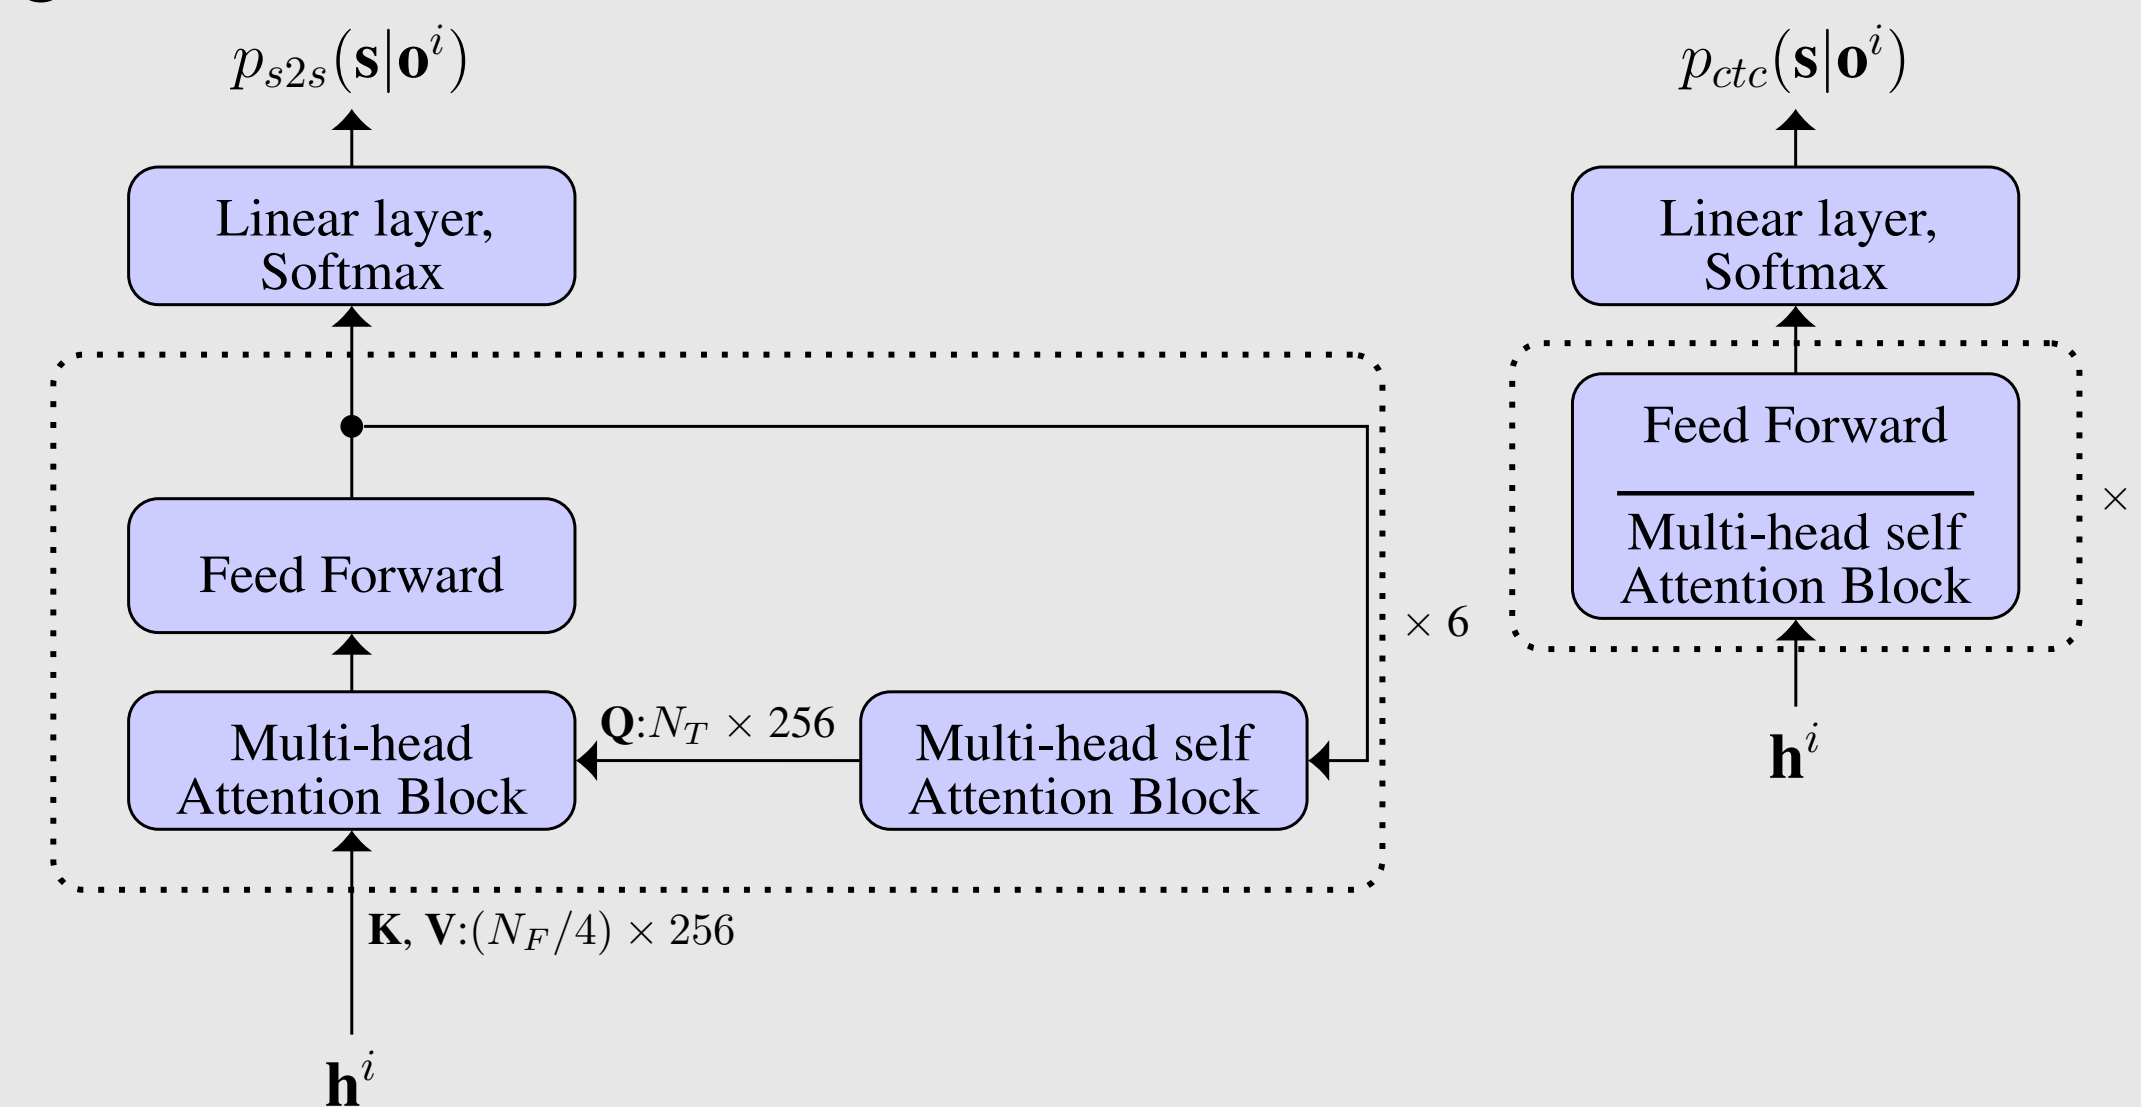 p_{s2s}(s|o^i)
Linear layer,
Softmax
Feed Forward
Multi-head
Attention Block
Q:N_T × 256
Multi-head self
Attention Block
× 6
K, V:(N_F/4) × 256
h^i
p_{ctc}(s|o^i)
Linear layer,
Softmax
Feed Forward
Multi-head self
Attention Block
×
h^i